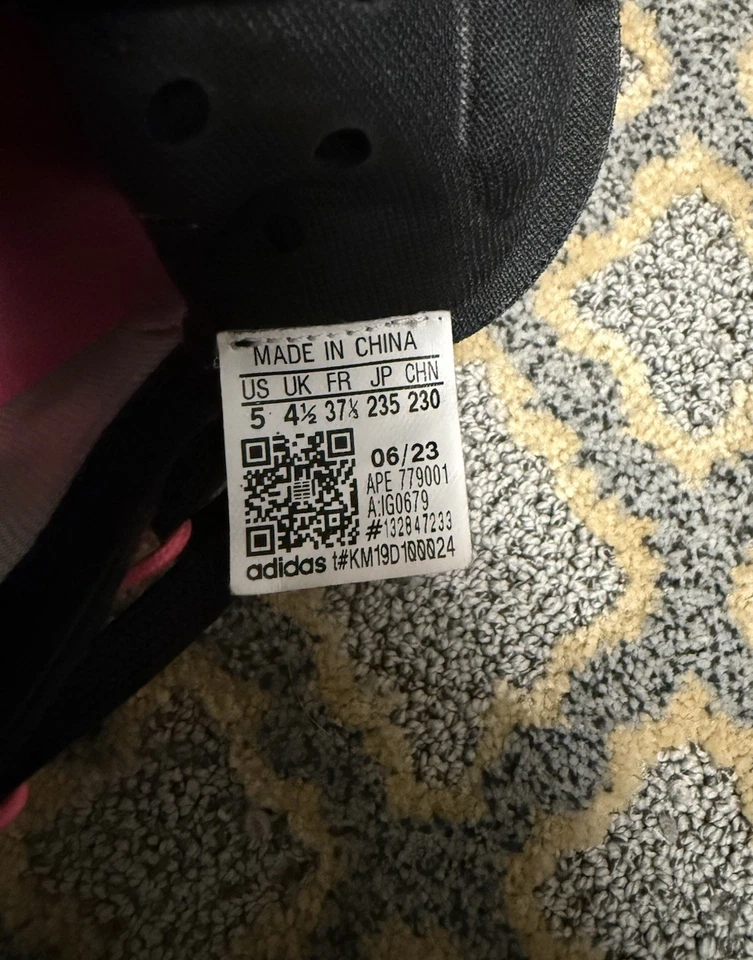 MADE IN CHINA
US UK FR JP CHN
5 4½ 37⅓ 235 230
06/23
APE 779001
A:IG0679
#132847233
adidas t#KM19D100024